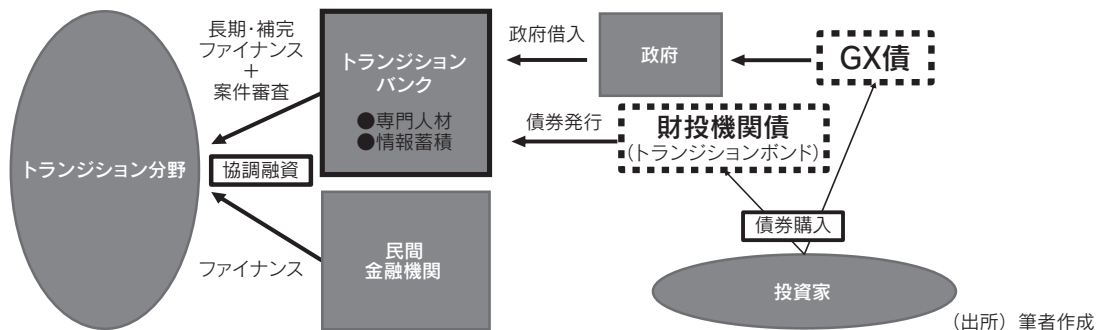 長期・補完
ファイナンス
＋
案件審査
トランジション
バンク
●専門人材
●情報蓄積
政府借入
政府
GX債
債券発行
財投機関債
（トランジションボンド）
トランジション分野
協調融資
債券購入
民間
金融機関
ファイナンス
投資家
（出所）筆者作成